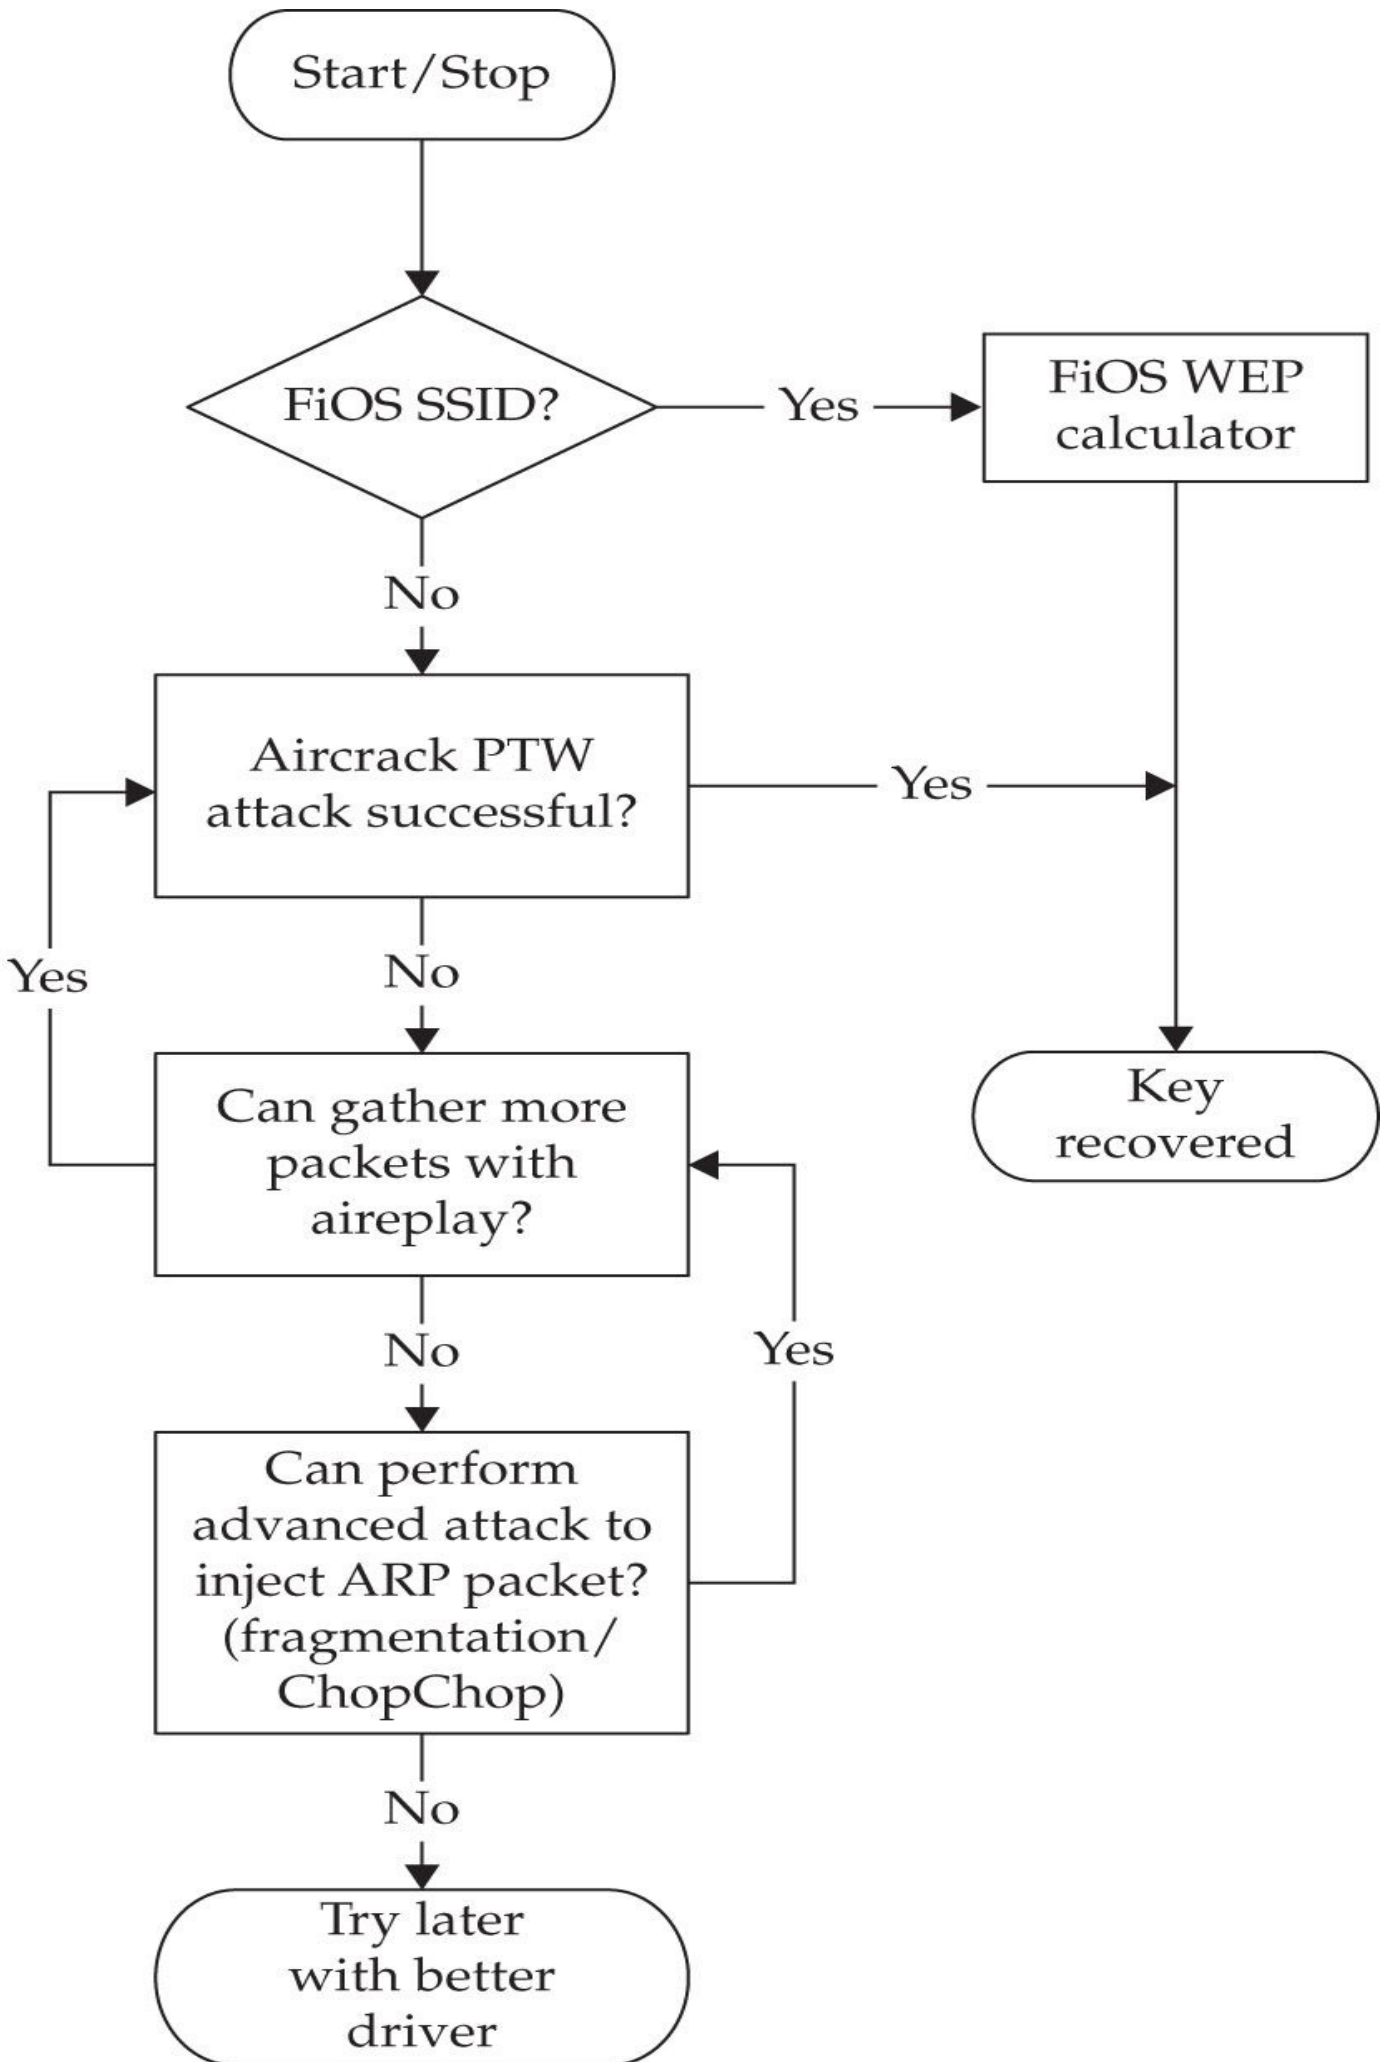 Start/Stop
FiOS SSID?
Yes
FiOS WEP
calculator
No
Aircrack PTW
attack successful?
Yes
Yes
No
Can gather more
packets with
aireplay?
Key
recovered
No
Yes
Can perform
advanced attack to
inject ARP packet?
(fragmentation/
ChopChop)
No
Try later
with better
driver